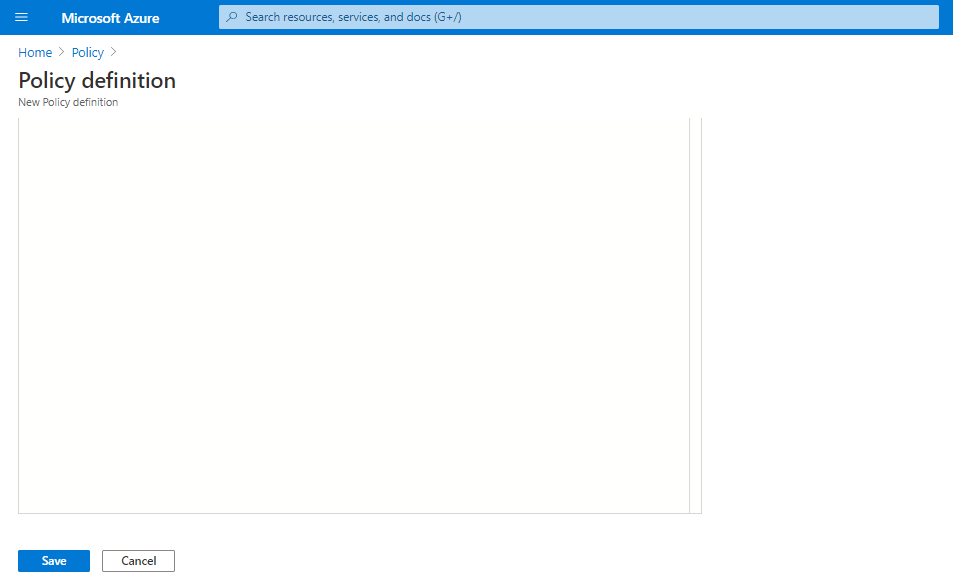 Microsoft Azure
Search resources, services, and docs (G+/)
Home > Policy >
Policy definition
New Policy definition
Save
Cancel